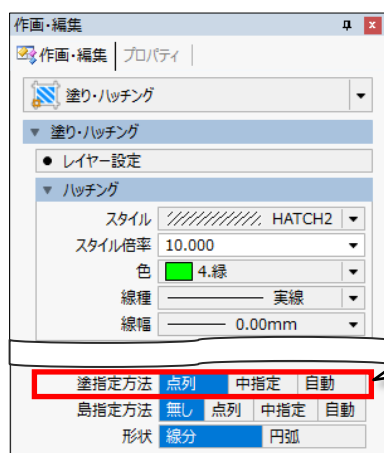 作画・編集
作画・編集 プロパティ
塗り・ハッチング
塗り・ハッチング
● レイヤー設定
ハッチング
スタイル HATCH2
スタイル倍率 10.000
色 4.緑
線種 実線
線幅 0.00mm
塗指定方法 点列 中指定 自動
島指定方法 無し 点列 中指定 自動
形状 線分 円弧